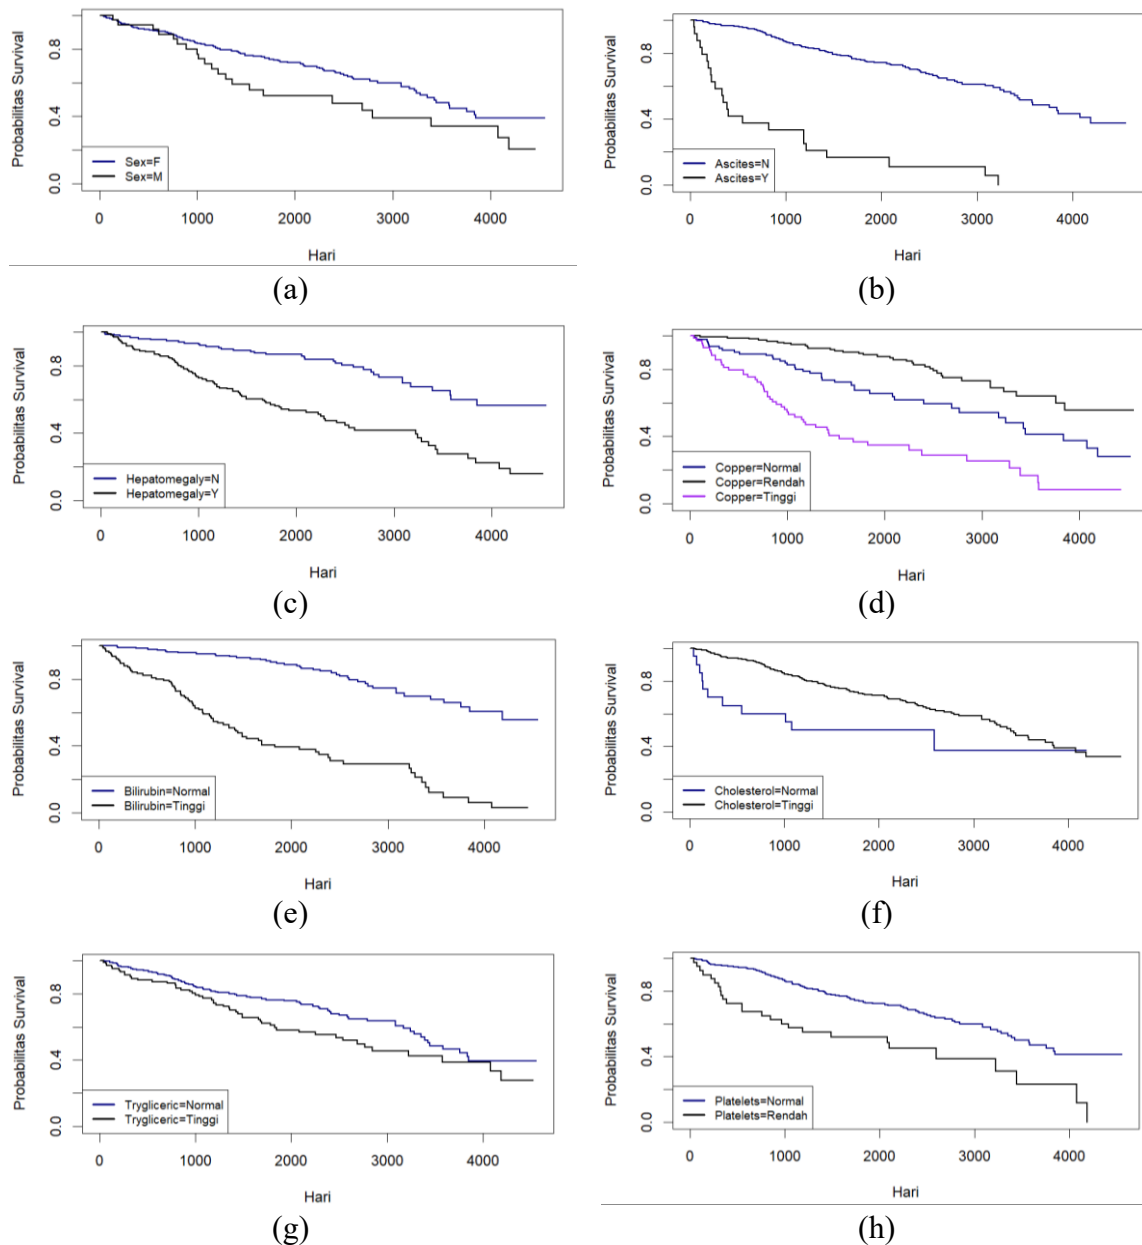 Probabilitas Survival
0.0 0.4 0.8
Sex=F
Sex=M
0 1000 2000 3000 4000
Hari
(a)
Probabilitas Survival
0.0 0.4 0.8
Ascites=N
Ascites=Y
0 1000 2000 3000 4000
Hari
(b)
Probabilitas Survival
0.0 0.4 0.8
Hepatomegaly=N
Hepatomegaly=Y
0 1000 2000 3000 4000
Hari
(c)
Probabilitas Survival
0.0 0.4 0.8
Copper=Normal
Copper=Rendah
Copper=Tinggi
0 1000 2000 3000 4000
Hari
(d)
Probabilitas Survival
0.0 0.4 0.8
Bilirubin=Normal
Bilirubin=Tinggi
0 1000 2000 3000 4000
Hari
(e)
Probabilitas Survival
0.0 0.4 0.8
Cholesterol=Normal
Cholesterol=Tinggi
0 1000 2000 3000 4000
Hari
(f)
Probabilitas Survival
0.0 0.4 0.8
Trygliceric=Normal
Trygliceric=Tinggi
0 1000 2000 3000 4000
Hari
(g)
Probabilitas Survival
0.0 0.4 0.8
Platelets=Normal
Platelets=Rendah
0 1000 2000 3000 4000
Hari
(h)